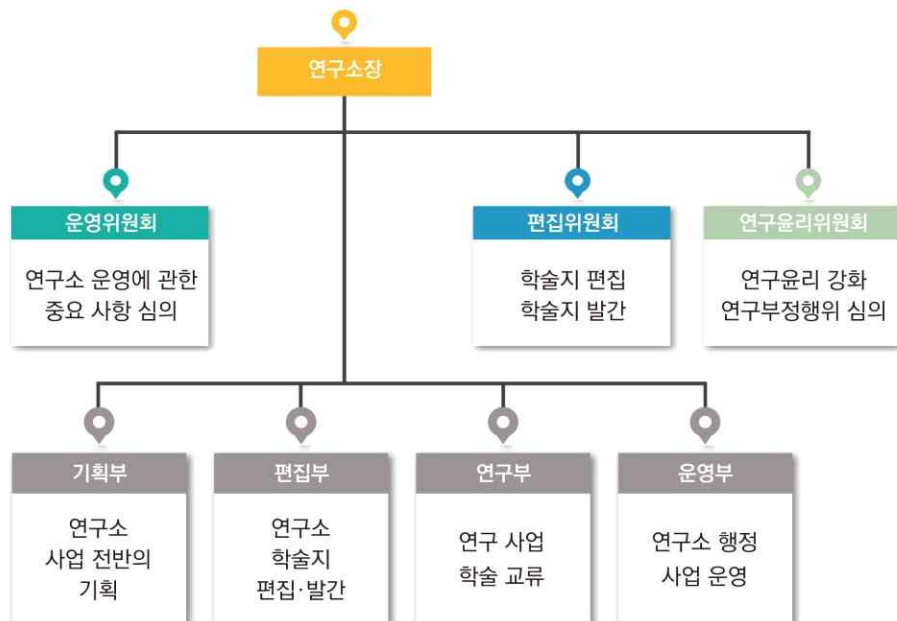 연구소장
운영위원회
연구소 운영에 관한
중요 사항 심의
편집위원회
학술지 편집
학술지 발간
연구윤리위원회
연구윤리 강화
연구부정행위 심의
기획부
연구소
사업 전반의
기획
편집부
연구소
학술지
편집·발간
연구부
연구 사업
학술 교류
운영부
연구소 행정
사업 운영